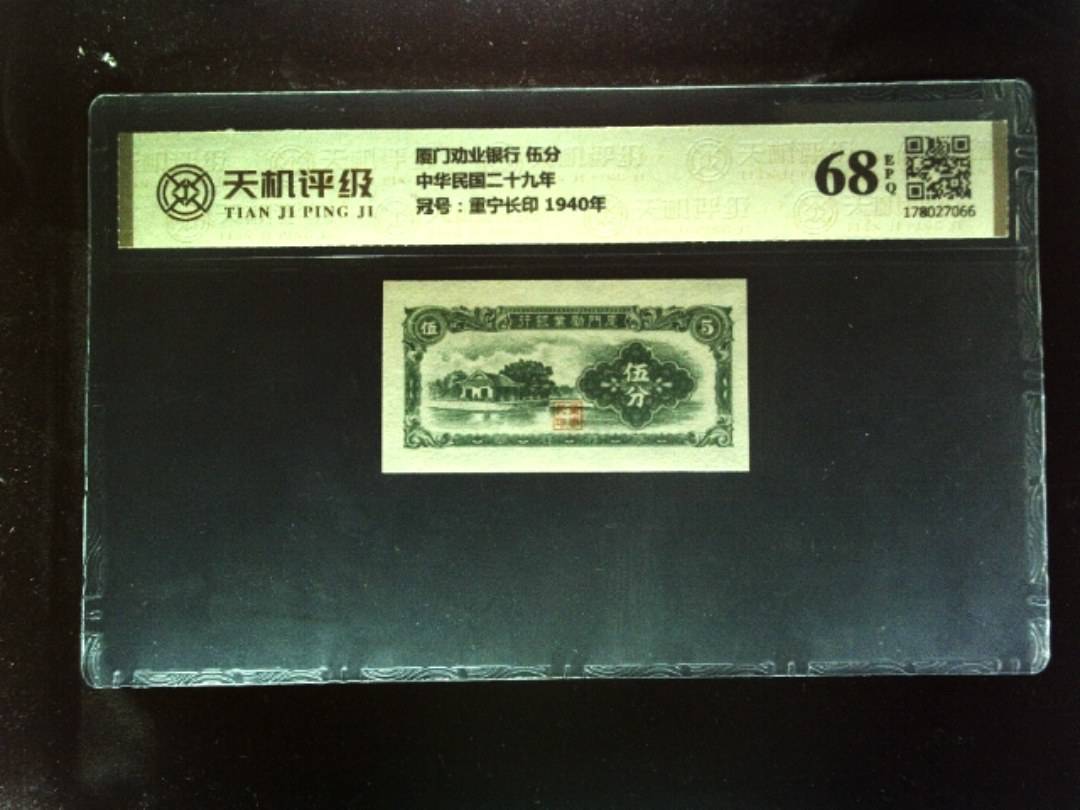 天机评级
TIAN JI PING JI
厦门劝业银行 伍分
中华民国二十九年
冠号：重宁长印 1940年
68
EPQ
178027066
行銀業勸門廈
伍
5
伍分